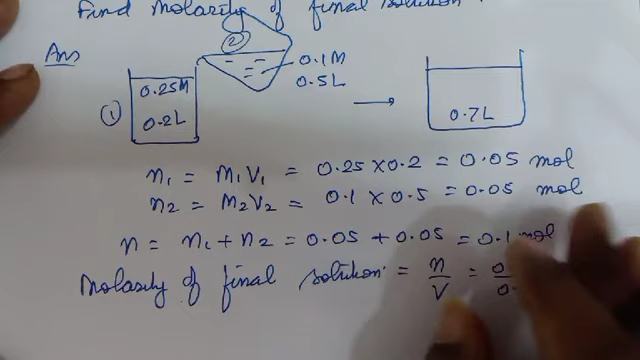 Find Molarity of final solution
Ans
②
0.1M
0.5L
①
0.25M
0.2L
→
0.7L
n₁ = M₁V₁ = 0.25 × 0.2 = 0.05 mol
n₂ = M₂V₂ = 0.1 × 0.5 = 0.05 mol
n = n₁ + n₂ = 0.05 + 0.05 = 0.1 mol
Molarity of final solution = n/V = 0/0.